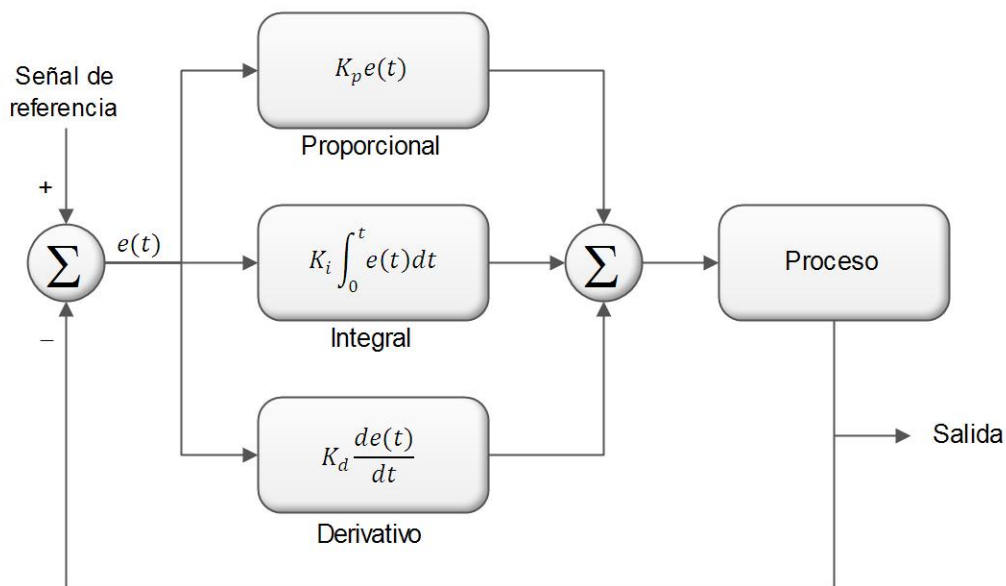 Señal de
referencia
+
Σ
−
e(t)
K_p e(t)
Proporcional
K_i ∫_0^t e(t)dt
Integral
K_d de(t)/dt
Derivativo
Σ
Proceso
Salida